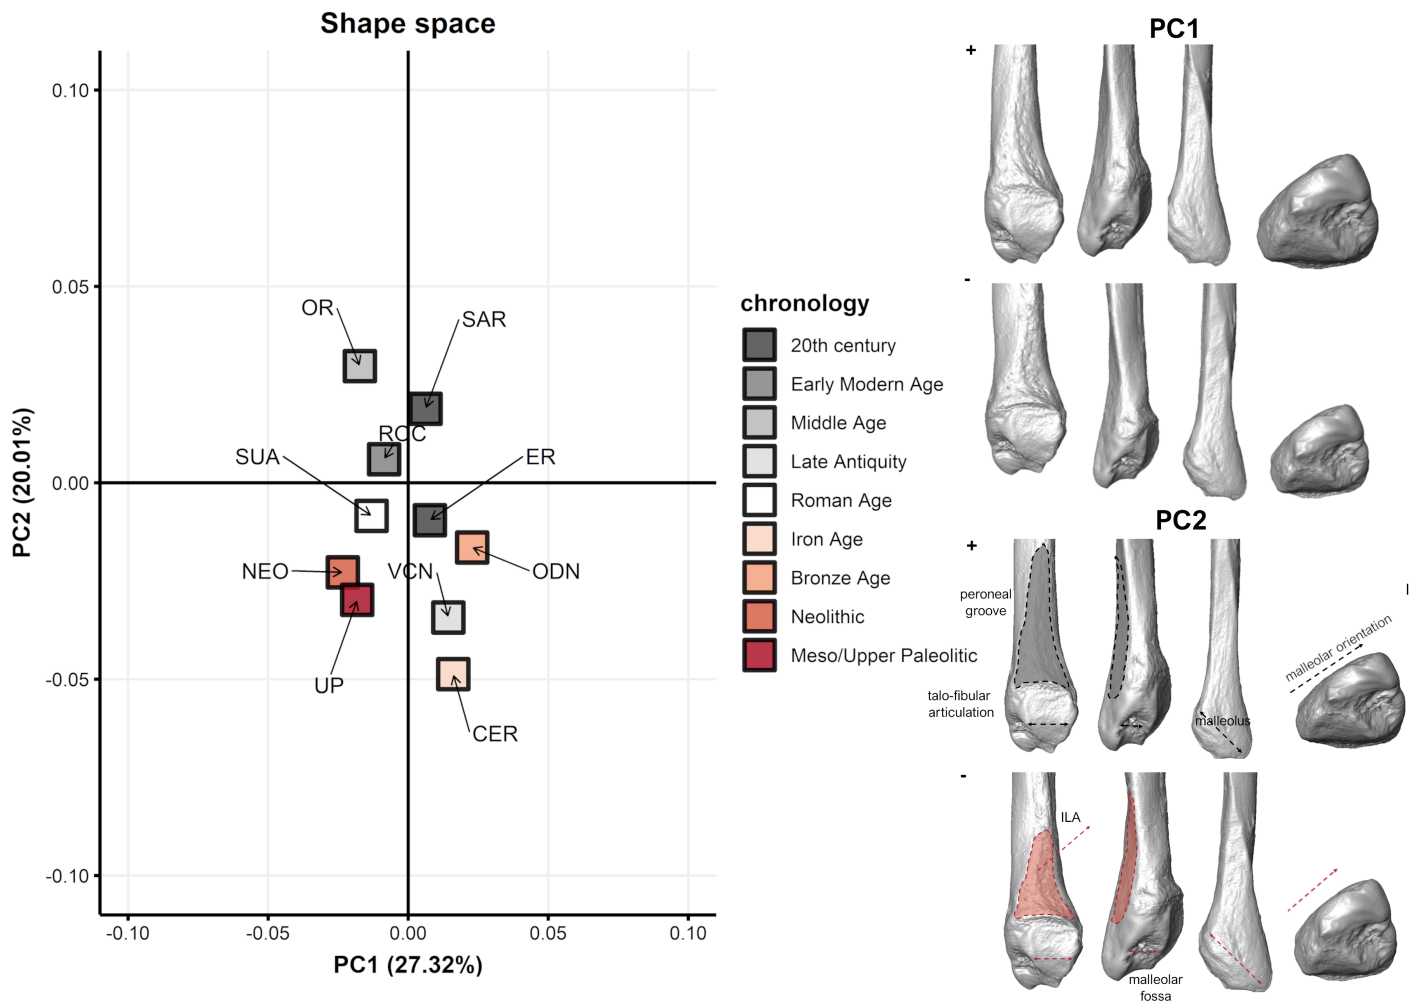 Shape space
PC2 (20.01%)
0.10
0.05
0.00
-0.05
-0.10
-0.10
-0.05
0.00
0.05
0.10
PC1 (27.32%)
OR
SAR
ROC
SUA
ER
NEO
VCN
ODN
UP
CER
chronology
20th century
Early Modern Age
Middle Age
Late Antiquity
Roman Age
Iron Age
Bronze Age
Neolithic
Meso/Upper Paleolitic
PC1
+
-
PC2
+
peroneal
groove
talo-fibular
articulation
malleolus
malleolar orientation
-
ILA
malleolar
fossa